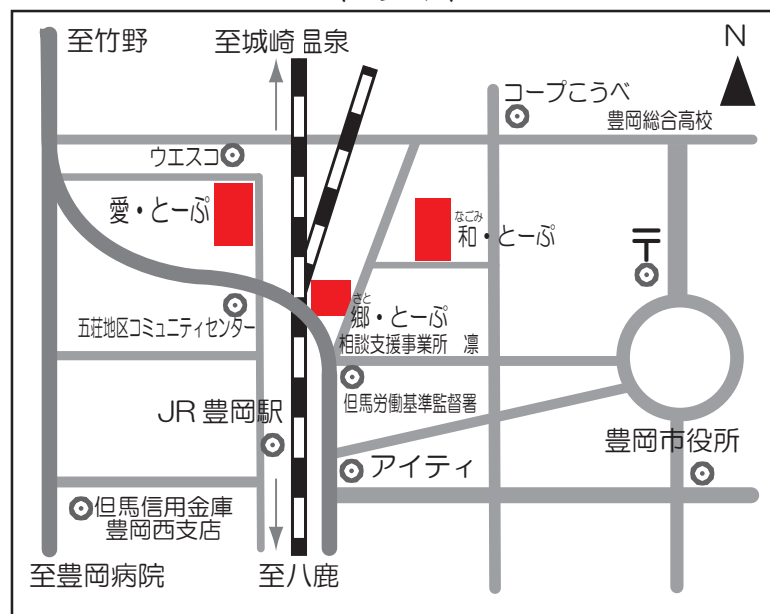 至竹野
至城崎温泉
N
コープこうべ
豊岡総合高校
ウエスコ
愛・とーぷ
なごみ
和・とーぷ
〒
さと
郷・とーぷ
相談支援事業所 凛
五荘地区コミュニティセンター
但馬労働基準監督署
JR 豊岡駅
アイティ
豊岡市役所
但馬信用金庫
豊岡西支店
至豊岡病院
至八鹿